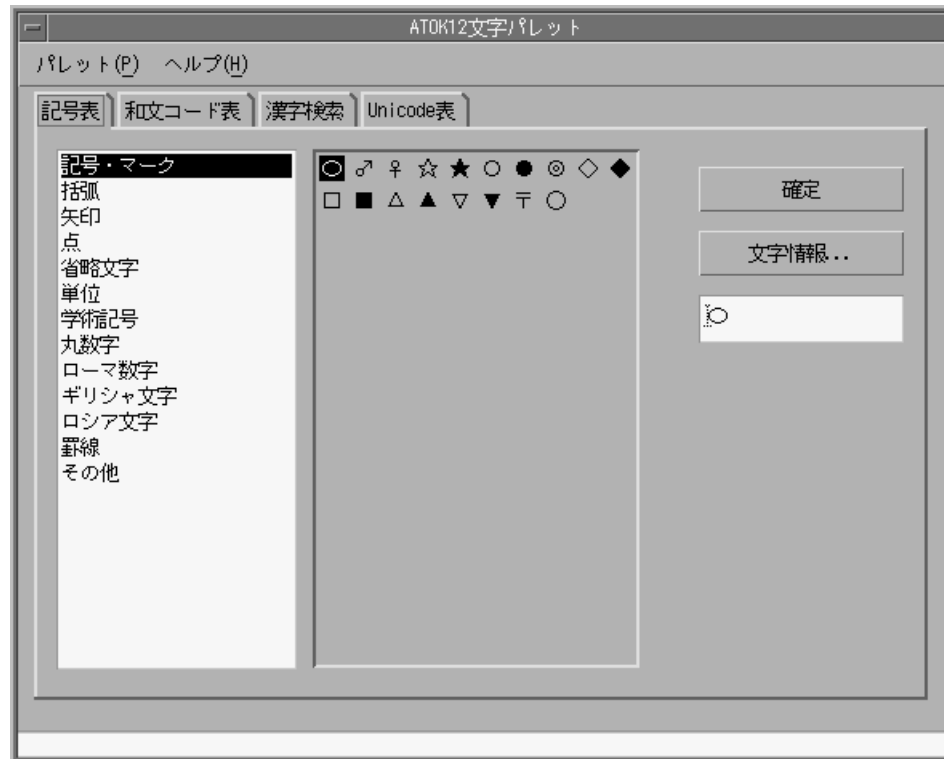 ATOK12文字パレット
パレット(P) ヘルプ(H)
記号表 和文コード表 漢字検索 Unicode表
記号・マーク
括弧
矢印
点
省略文字
単位
学術記号
丸数字
ローマ数字
ギリシャ文字
ロシア文字
罫線
その他
○ ♂ ♀ ☆ ★ ○ ● ◎ ◇ ◆
□ ■ △ ▲ ▽ ▼ 〒 ◯
確定
文字情報...
○